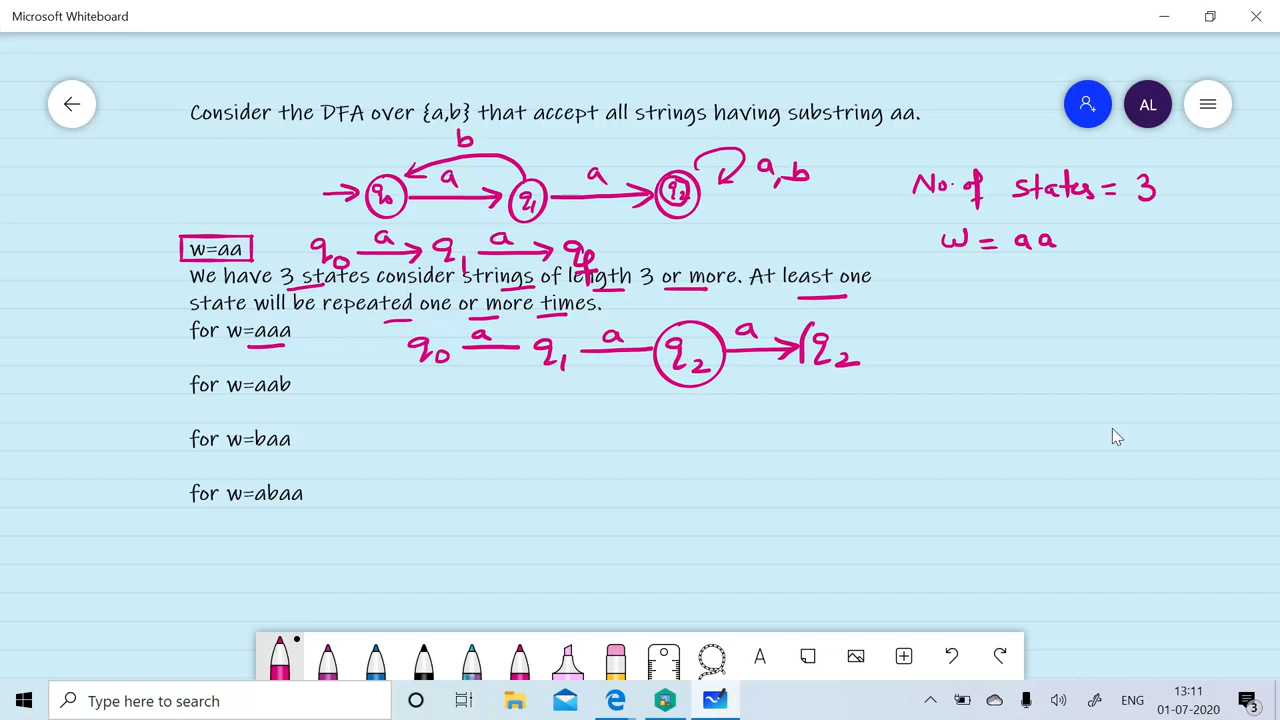 Microsoft Whiteboard
AL
Consider the DFA over {a,b} that accept all strings having substring aa.
b
a a a,b
q0 q1 q2
No. of states = 3
w = aa
w=aa
q0 a q1 a qf
We have 3 states consider strings of length 3 or more. At least one
state will be repeated one or more times.
for w=aaa
q0 a q1 a q2 a q2
for w=aab
for w=baa
for w=abaa
A
Type here to search
ENG
13:11
01-07-2020
3